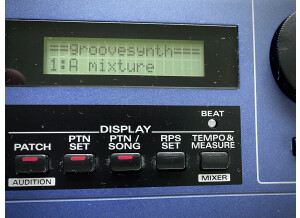 ==groovesynth===
1:A mixture
BEAT
DISPLAY
PATCH
PTN SET
PTN / SONG
RPS SET
TEMPO & MEASURE
AUDITION
MIXER